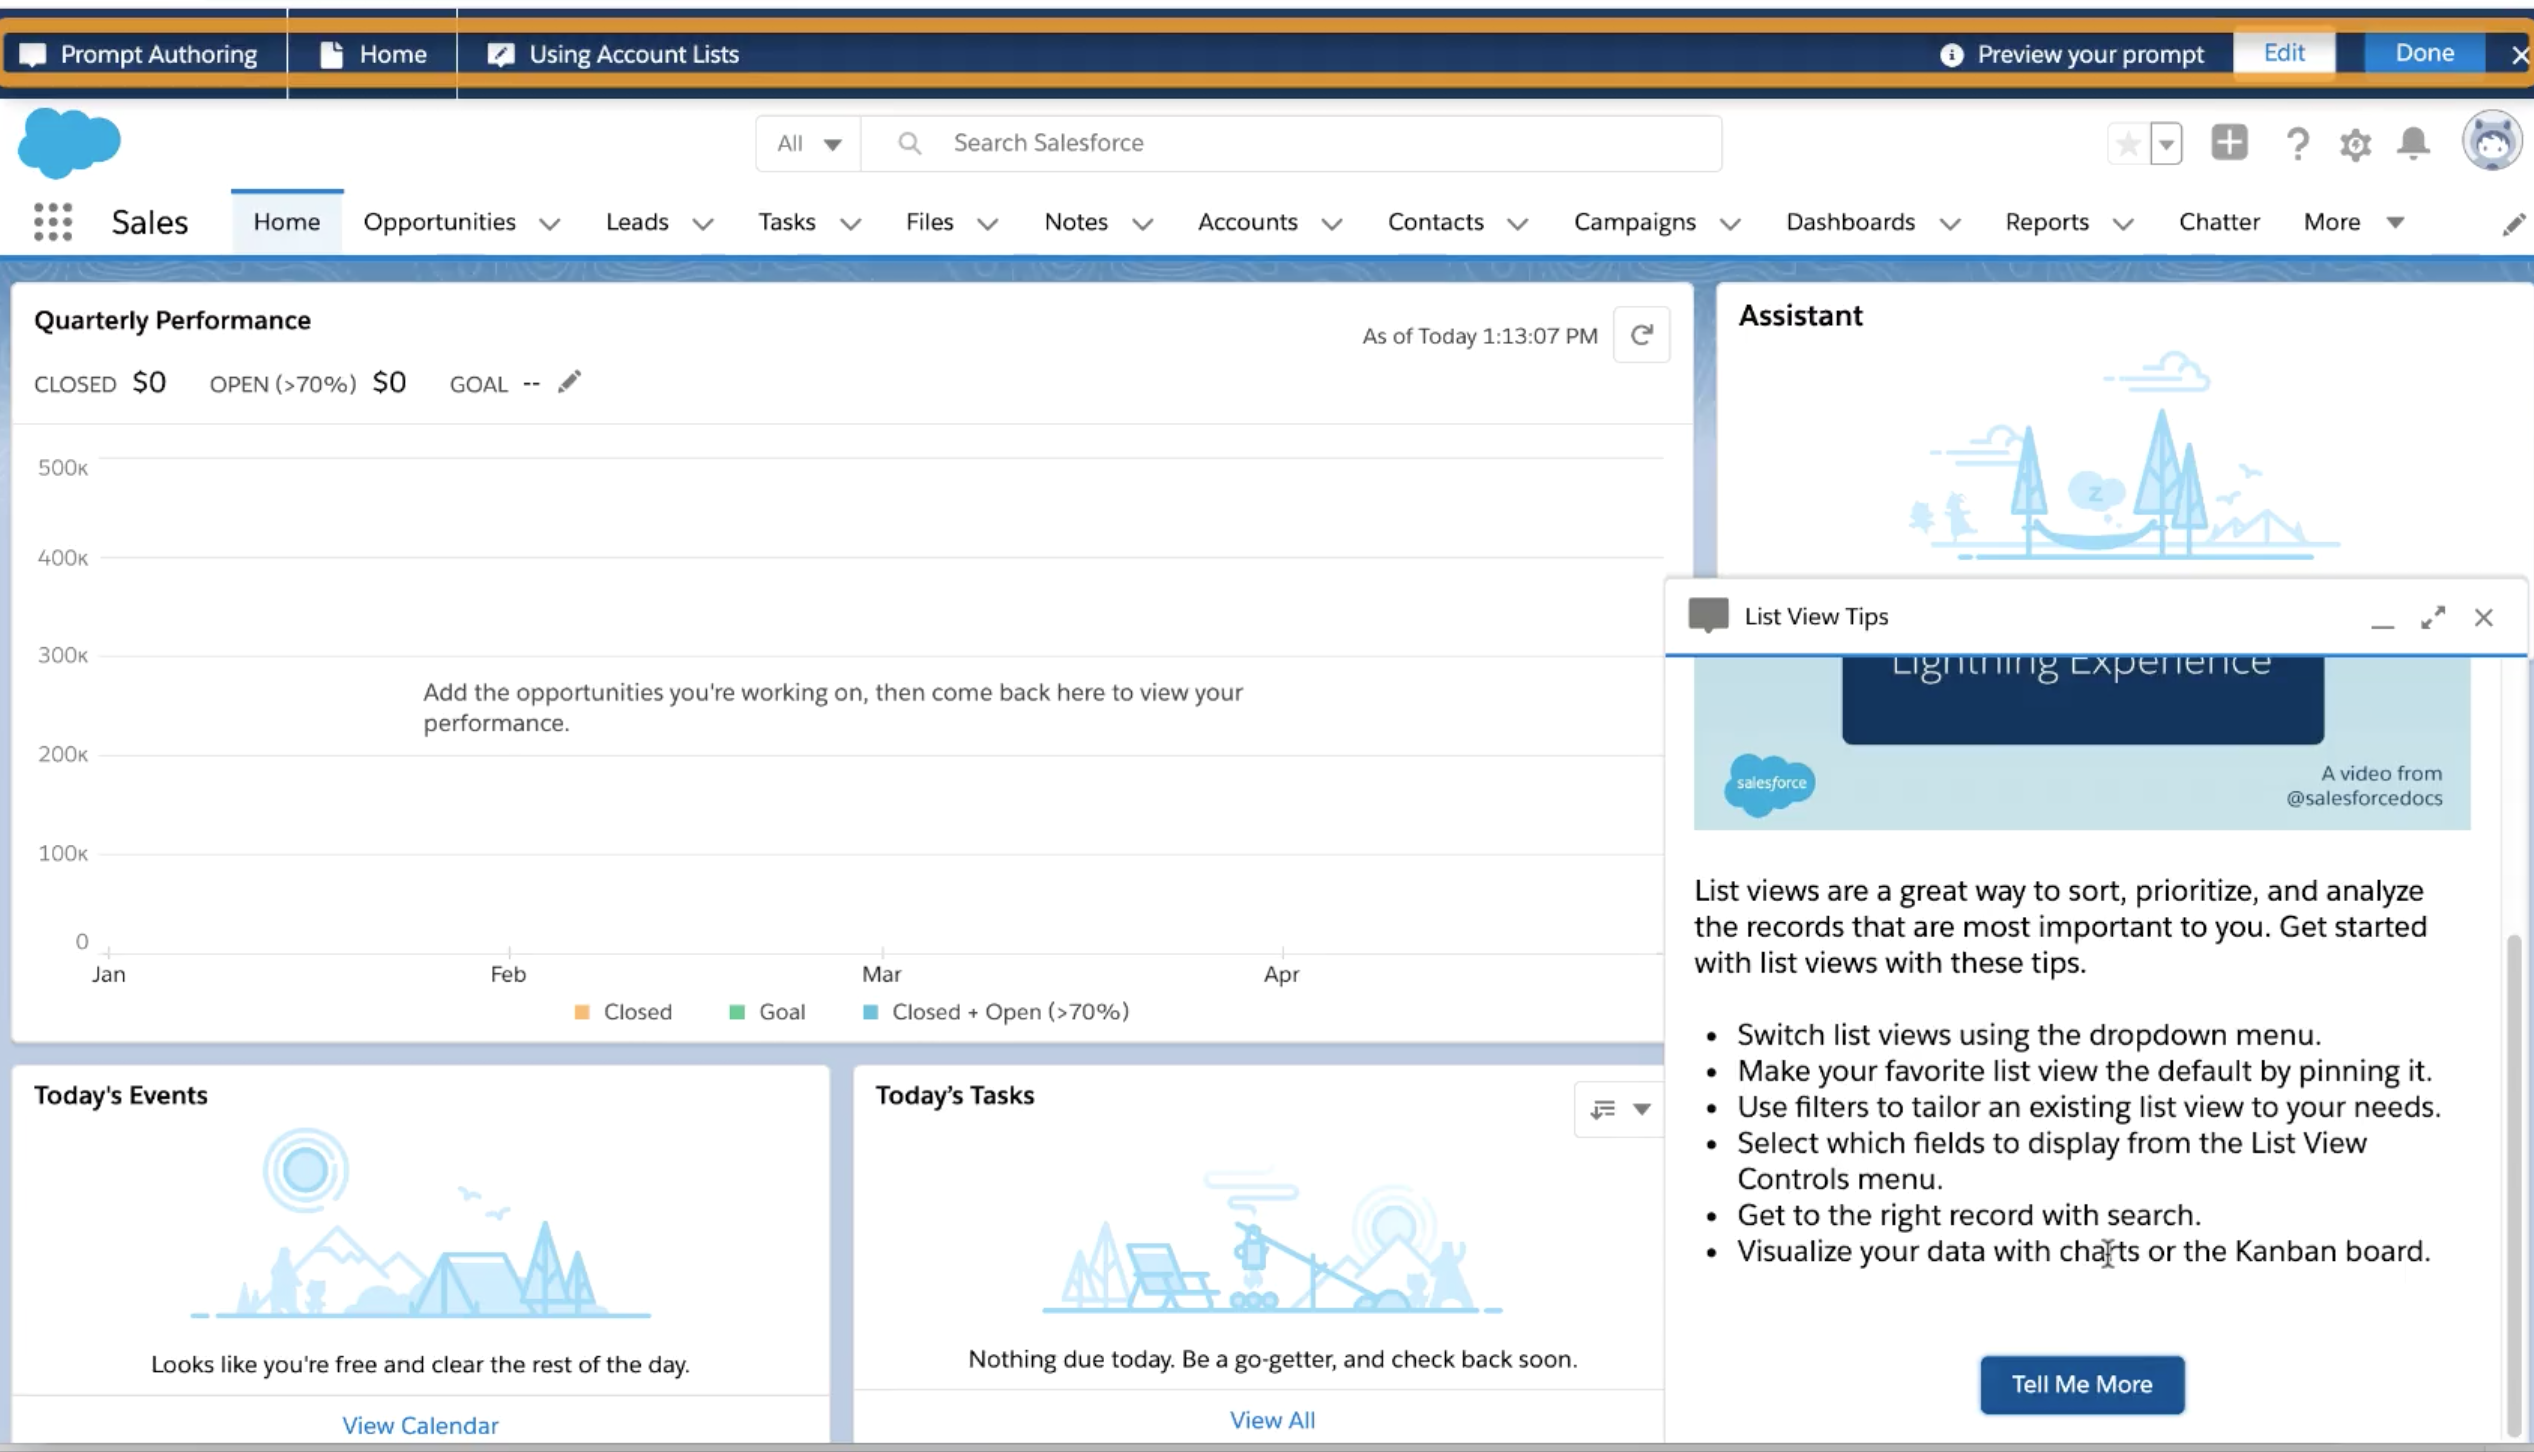 Prompt Authoring
Home
Using Account Lists
Preview your prompt
Edit
Done
All
Search Salesforce
Sales
Home
Opportunities
Leads
Tasks
Files
Notes
Accounts
Contacts
Campaigns
Dashboards
Reports
Chatter
More
Quarterly Performance
As of Today 1:13:07 PM
CLOSED $0 OPEN (>70%) $0 GOAL --
500K
400K
300K
200K
100K
0
Add the opportunities you're working on, then come back here to view your
performance.
Jan Feb Mar Apr
Closed Goal Closed + Open (>70%)
Assistant
z
List View Tips
Lightning Experience
salesforce
A video from
@salesforcedocs
List views are a great way to sort, prioritize, and analyze
the records that are most important to you. Get started
with list views with these tips.
• Switch list views using the dropdown menu.
• Make your favorite list view the default by pinning it.
• Use filters to tailor an existing list view to your needs.
• Select which fields to display from the List View
Controls menu.
• Get to the right record with search.
• Visualize your data with charts or the Kanban board.
Tell Me More
Today's Events
Looks like you're free and clear the rest of the day.
View Calendar
Today’s Tasks
Nothing due today. Be a go-getter, and check back soon.
View All